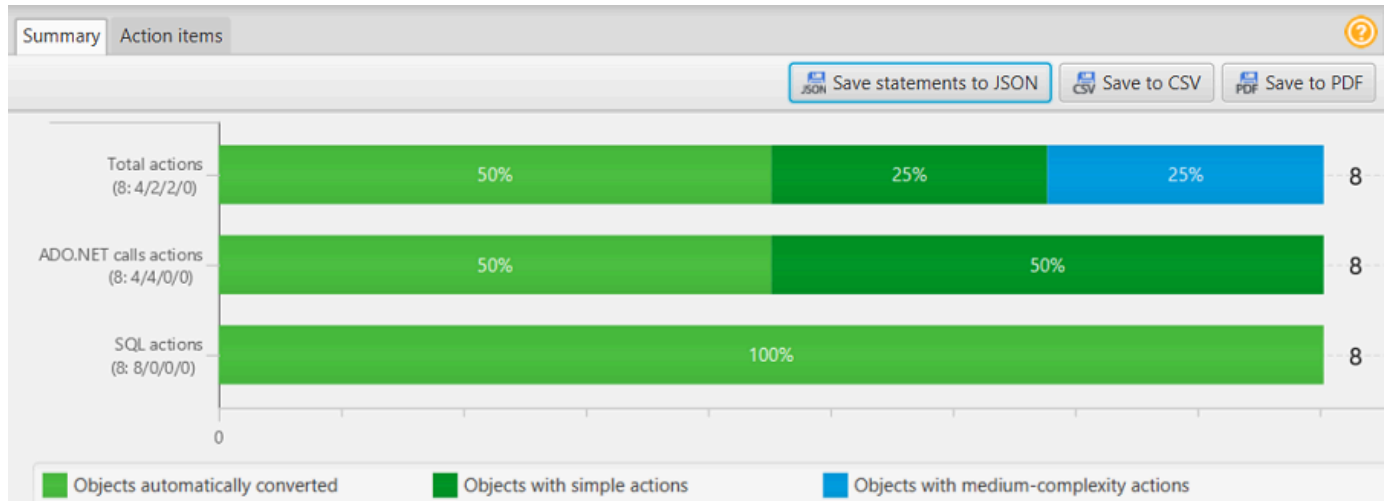 Summary Action items
JSON Save statements to JSON CSV Save to CSV PDF Save to PDF
Total actions
(8: 4/2/2/0)
50% 25% 25% 8
ADO.NET calls actions
(8: 4/4/0/0)
50% 50% 8
SQL actions
(8: 8/0/0/0)
100% 8
0
Objects automatically converted Objects with simple actions Objects with medium-complexity actions